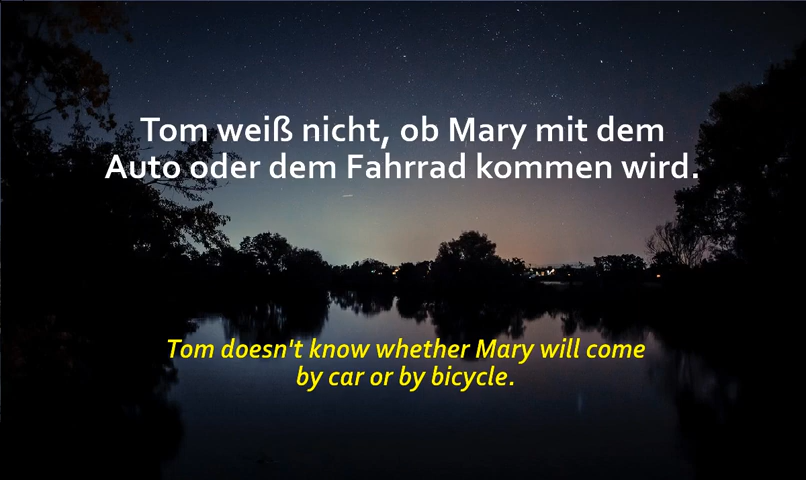 Tom weiß nicht, ob Mary mit dem
Auto oder dem Fahrrad kommen wird.
Tom doesn't know whether Mary will come
by car or by bicycle.